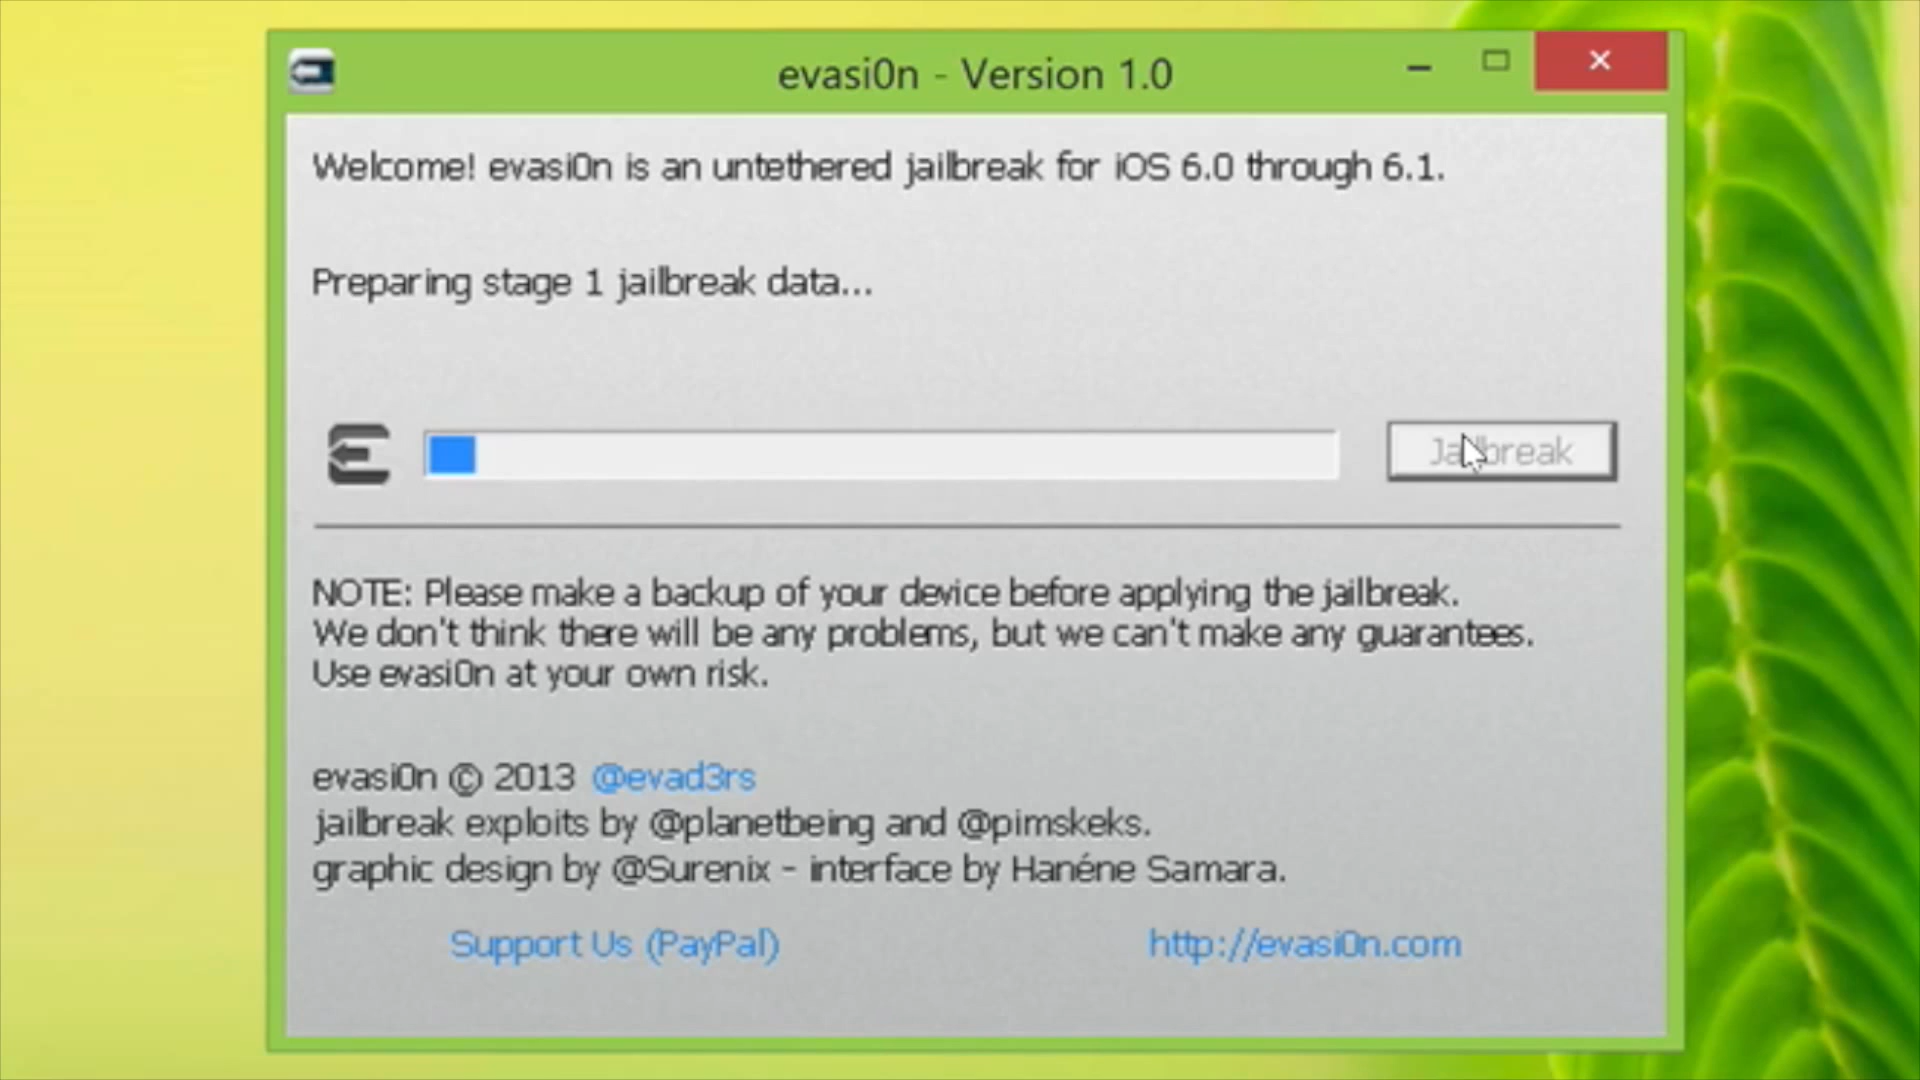 evasi0n - Version 1.0
Welcome! evasi0n is an untethered jailbreak for iOS 6.0 through 6.1.
Preparing stage 1 jailbreak data...
Jailbreak
NOTE: Please make a backup of your device before applying the jailbreak.
We don't think there will be any problems, but we can't make any guarantees.
Use evasi0n at your own risk.
evasi0n © 2013 @evad3rs
jailbreak exploits by @planetbeing and @pimskeks.
graphic design by @Surenix - interface by Hanéne Samara.
Support Us (PayPal) http://evasi0n.com